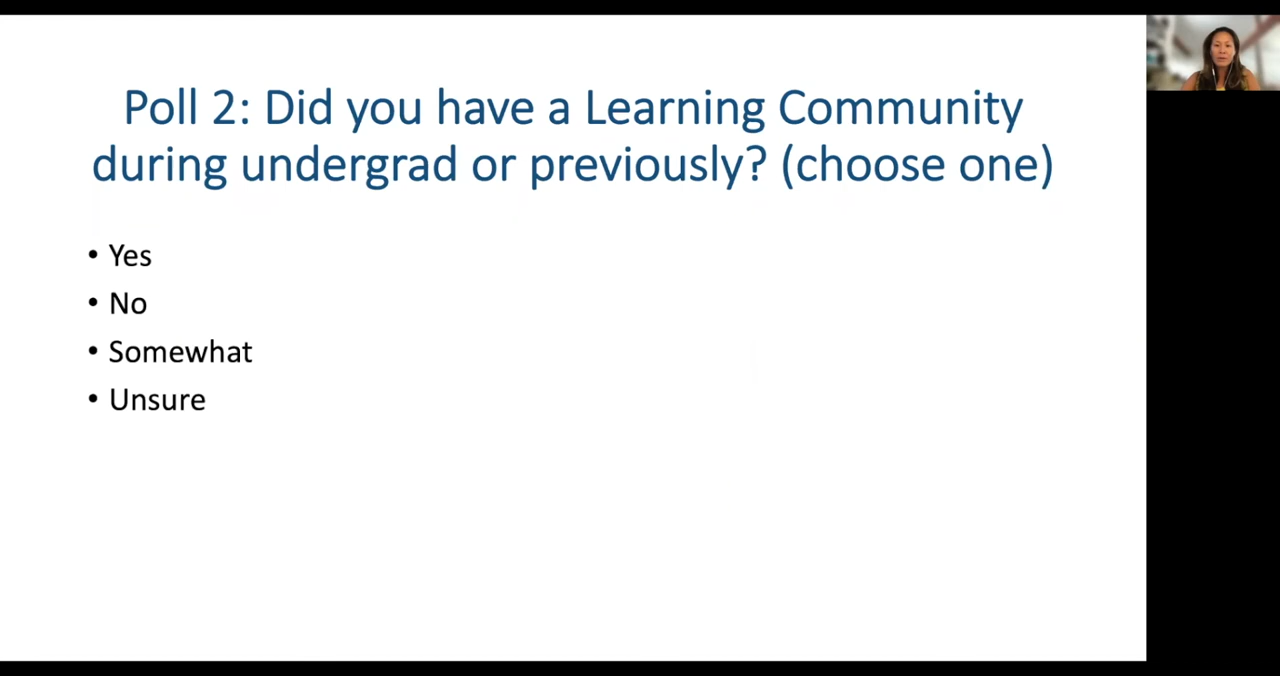 Poll 2: Did you have a Learning Community
during undergrad or previously? (choose one)
• Yes
• No
• Somewhat
• Unsure